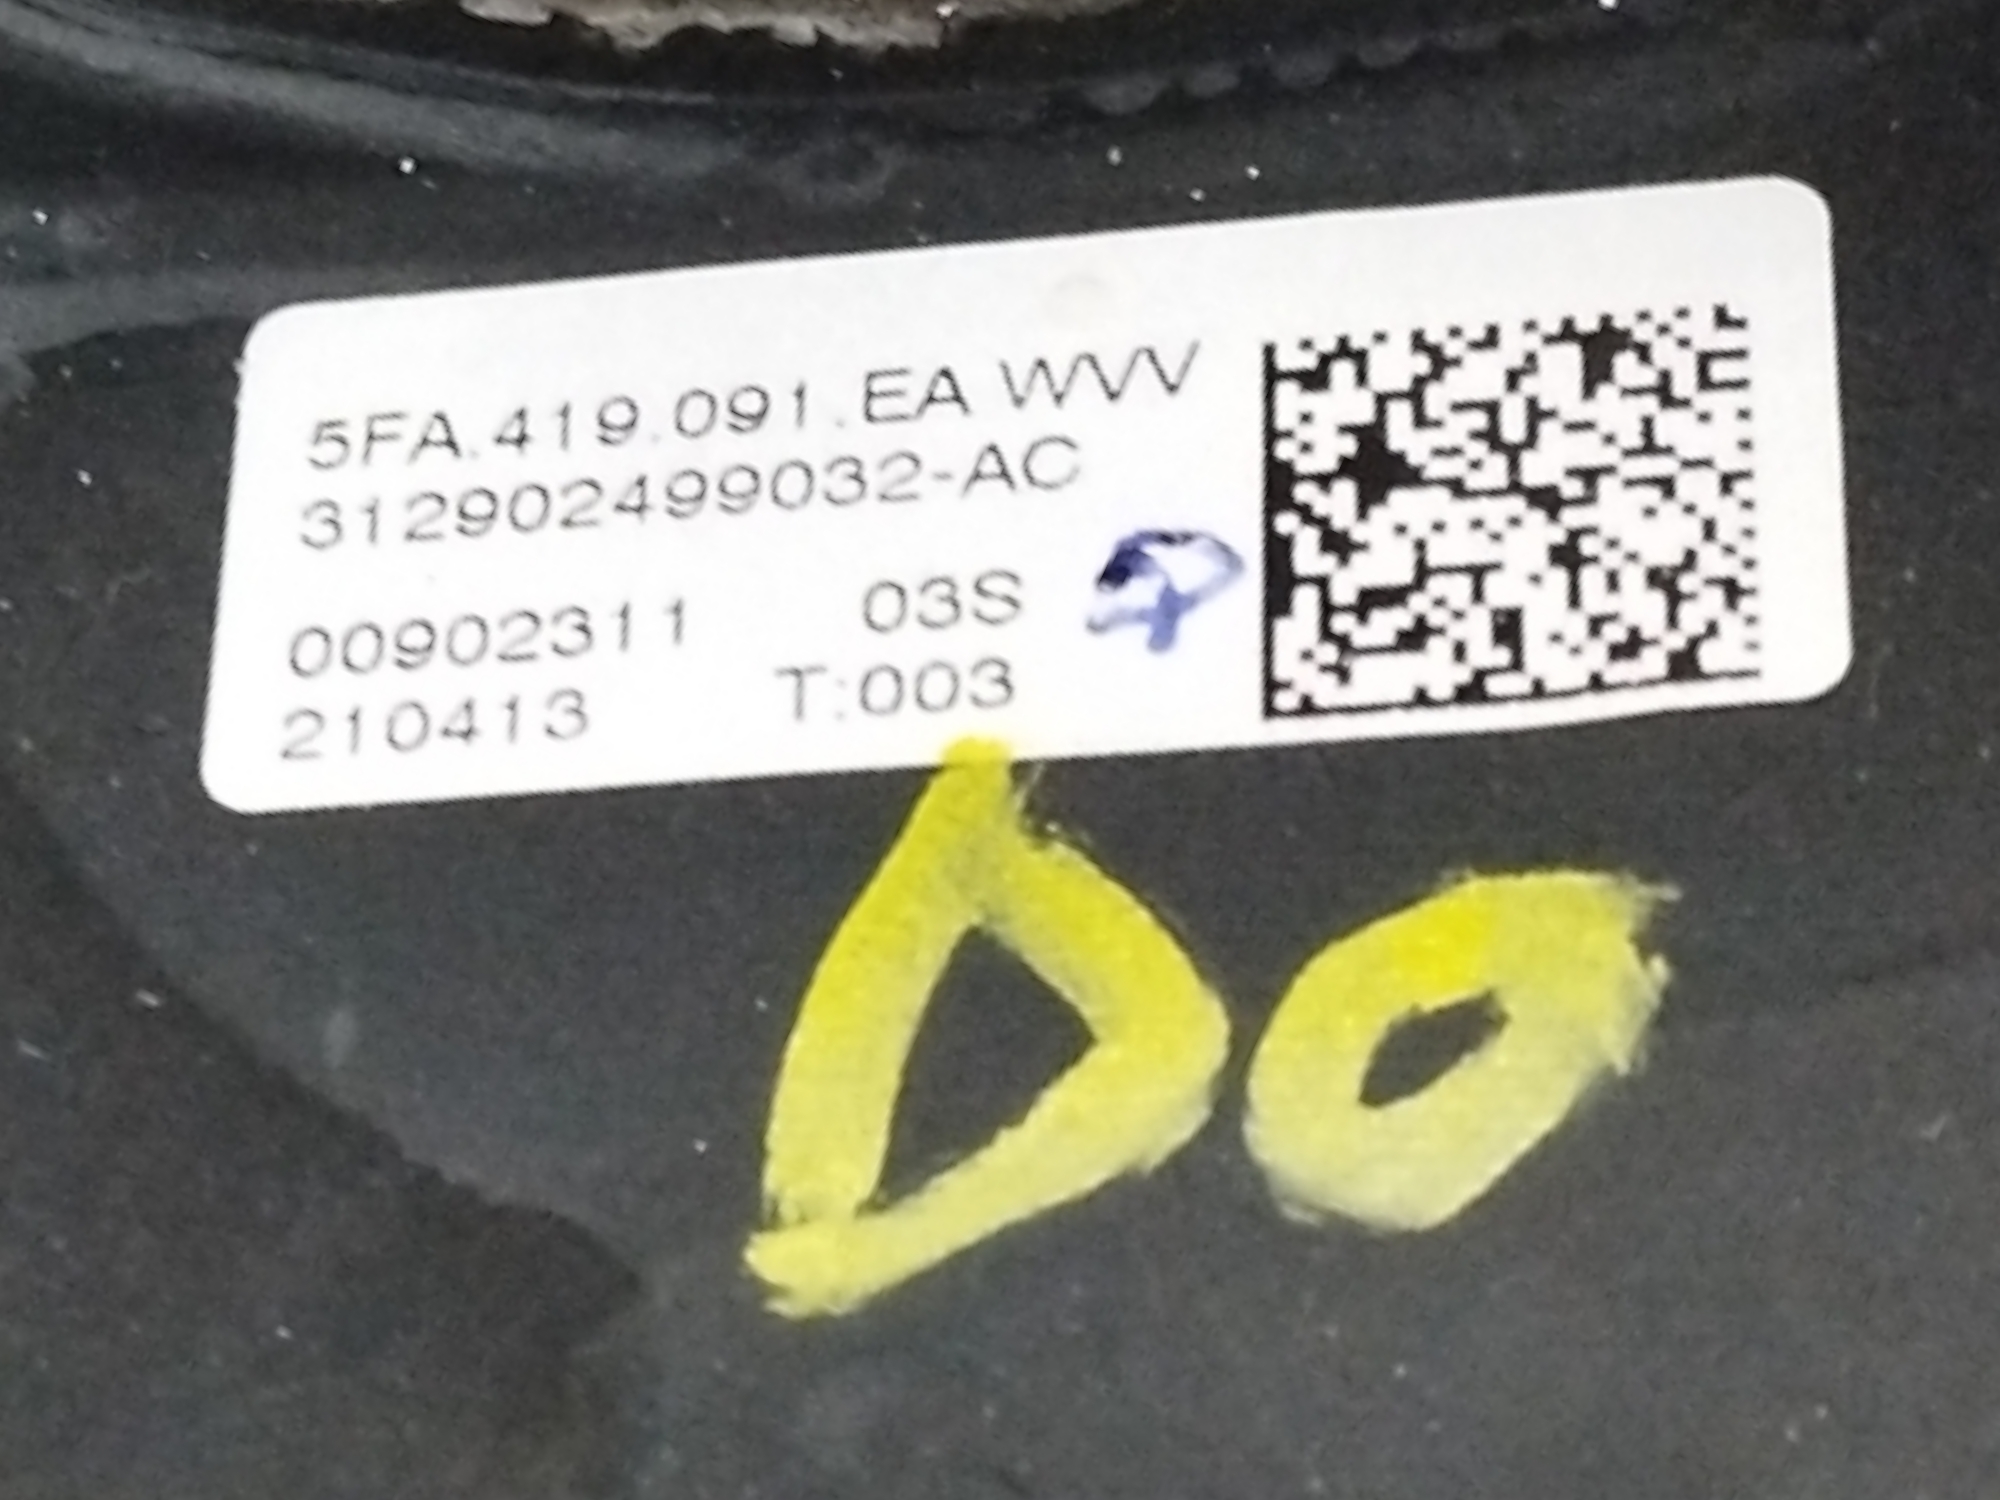 5FA.419.091.EA WVV
312902499032-AC
00902311 03S
210413 T:003
DO